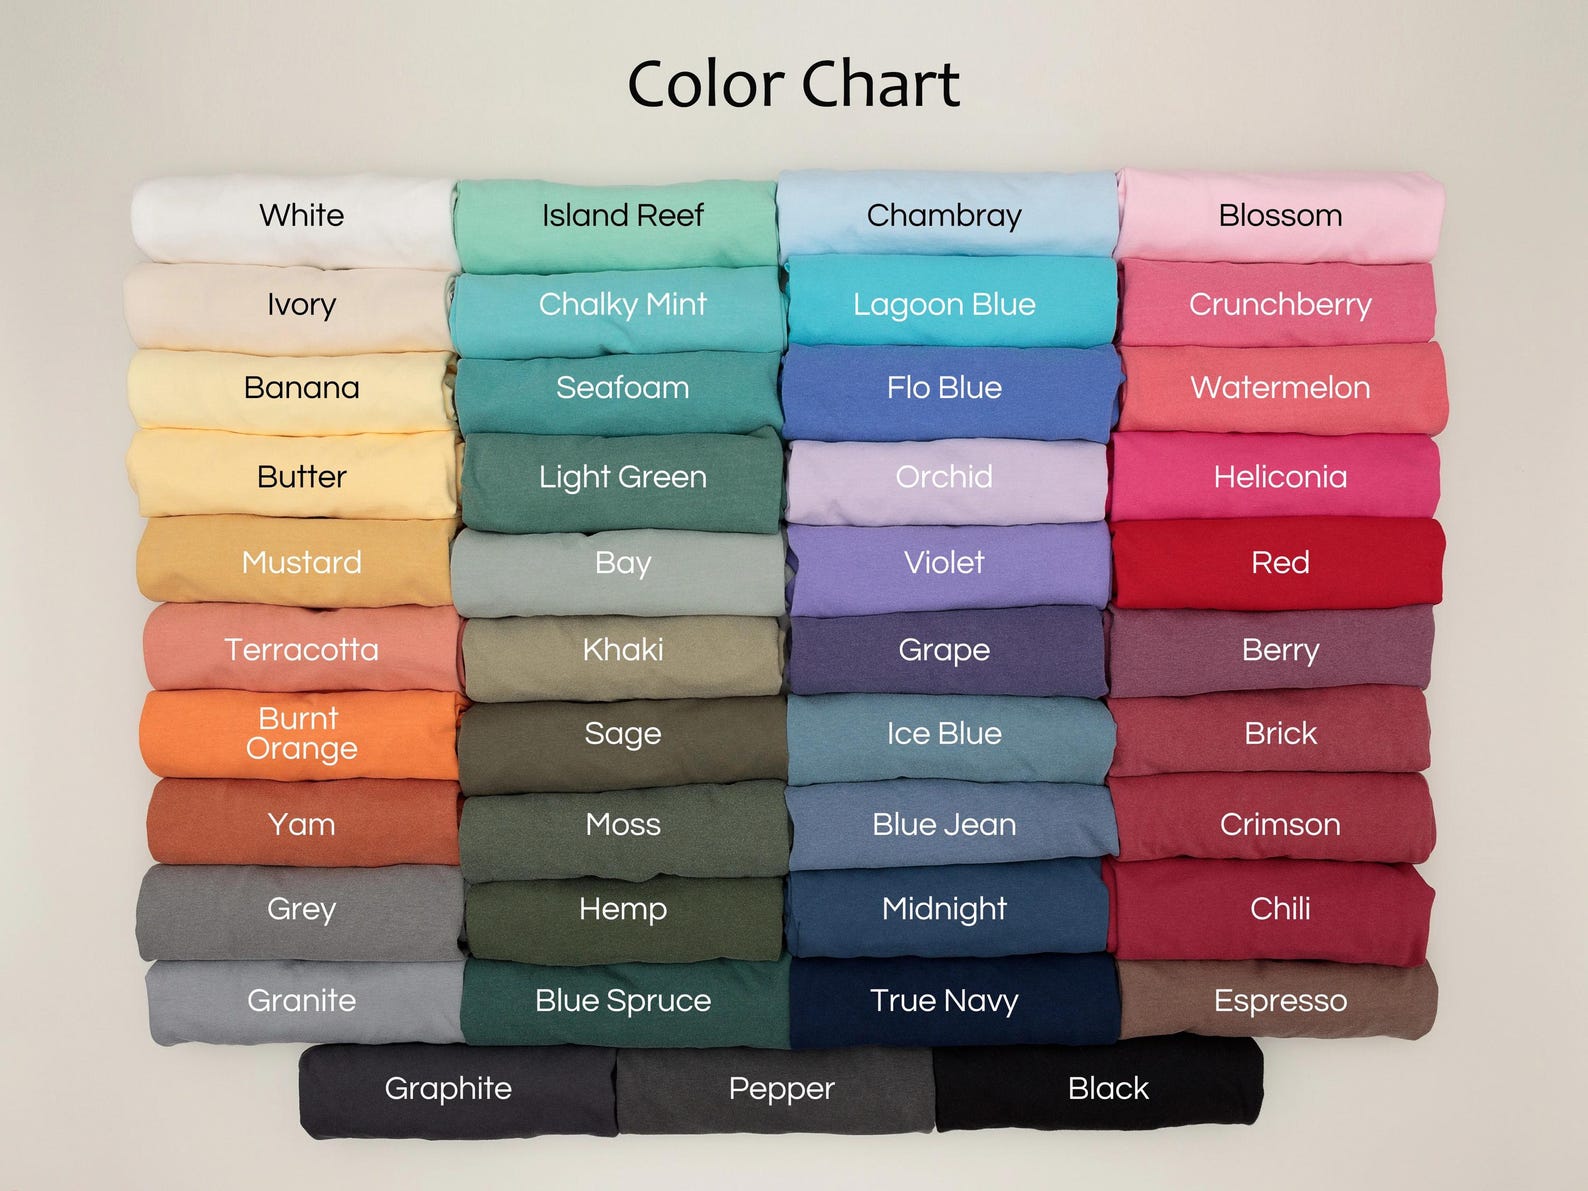 Color Chart
White
Island Reef
Chambray
Blossom
Ivory
Chalky Mint
Lagoon Blue
Crunchberry
Banana
Seafoam
Flo Blue
Watermelon
Butter
Light Green
Orchid
Heliconia
Mustard
Bay
Violet
Red
Terracotta
Khaki
Grape
Berry
Burnt
Orange
Sage
Ice Blue
Brick
Yam
Moss
Blue Jean
Crimson
Grey
Hemp
Midnight
Chili
Granite
Blue Spruce
True Navy
Espresso
Graphite
Pepper
Black